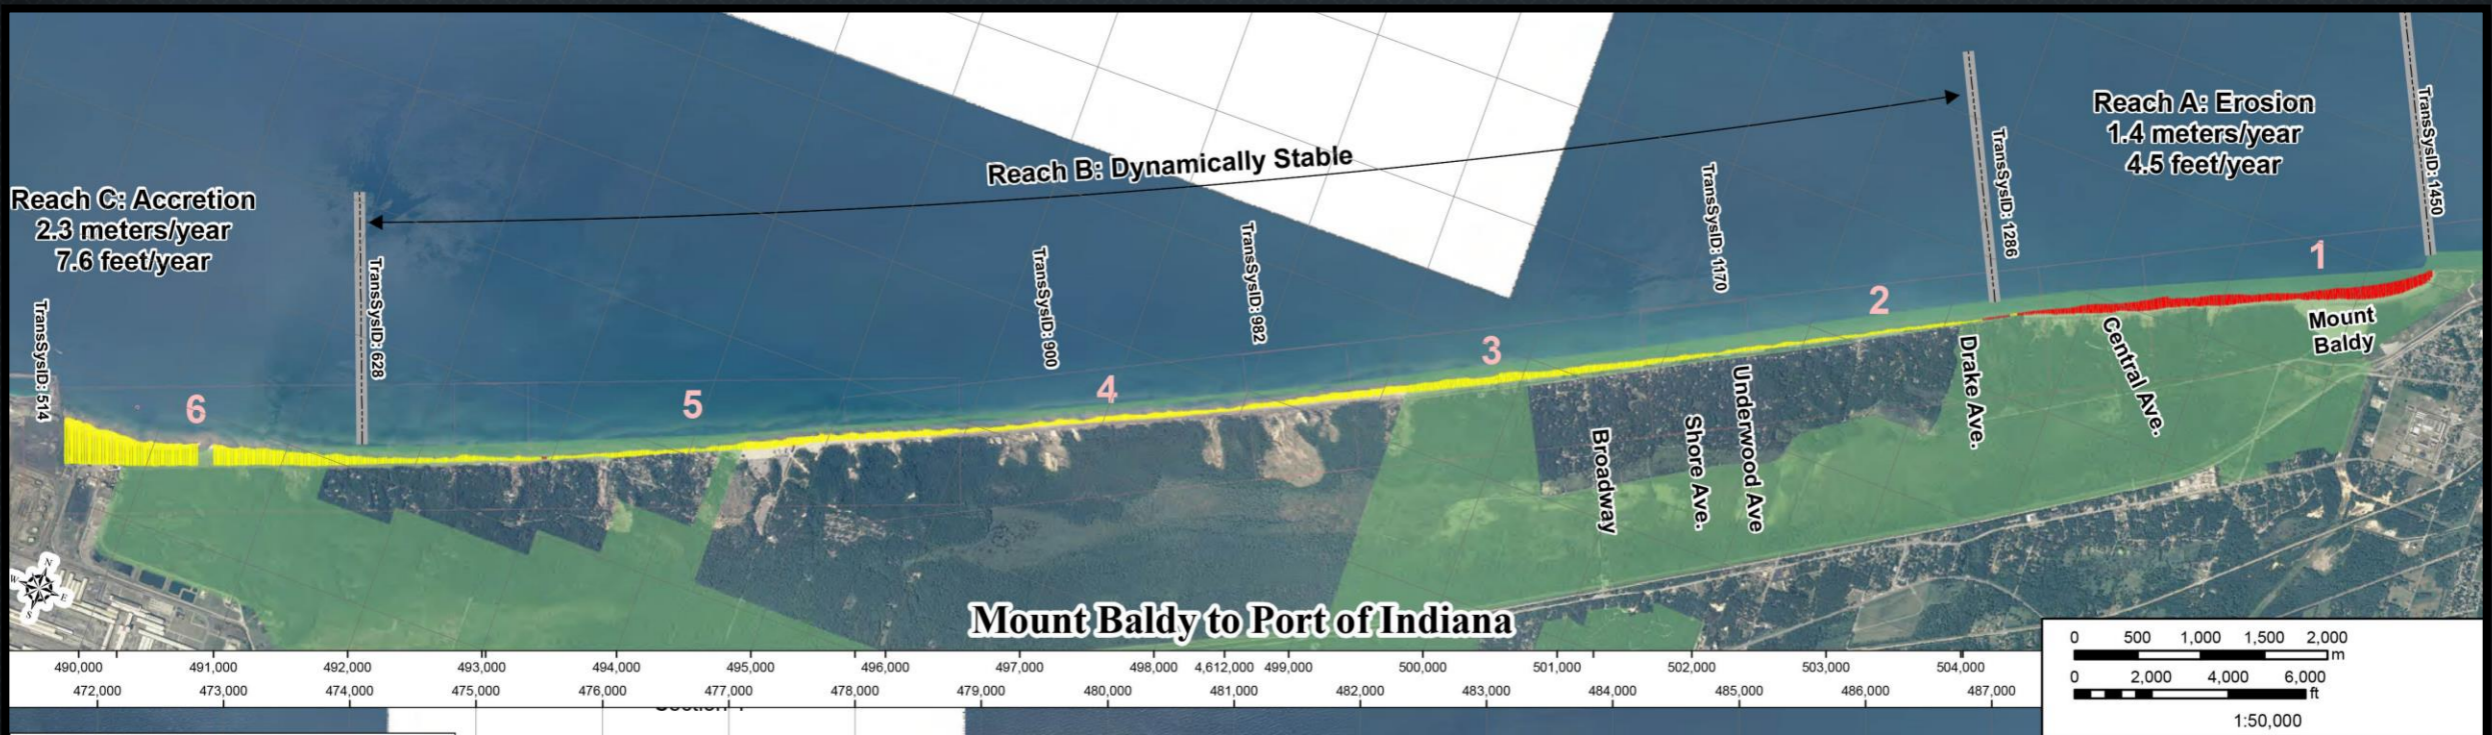 Reach C: Accretion
2.3 meters/year
7.6 feet/year
Reach B: Dynamically Stable
Reach A: Erosion
1.4 meters/year
4.5 feet/year
TransSysID: 514
TransSysID: 628
TransSysID: 900
TransSysID: 982
TransSysID: 1170
TransSysID: 1286
TransSysID: 1450
6
5
4
3
2
1
Broadway
Shore Ave.
Underwood Ave
Drake Ave.
Central Ave.
Mount
Baldy
N
W
E
S
Mount Baldy to Port of Indiana
490,000 491,000 492,000 493,000 494,000 495,000 496,000 497,000 498,000 4,612,000 499,000 500,000 501,000 502,000 503,000 504,000
472,000 473,000 474,000 475,000 476,000 477,000 478,000 479,000 480,000 481,000 482,000 483,000 484,000 485,000 486,000 487,000
0 500 1,000 1,500 2,000
m
0 2,000 4,000 6,000
ft
1:50,000